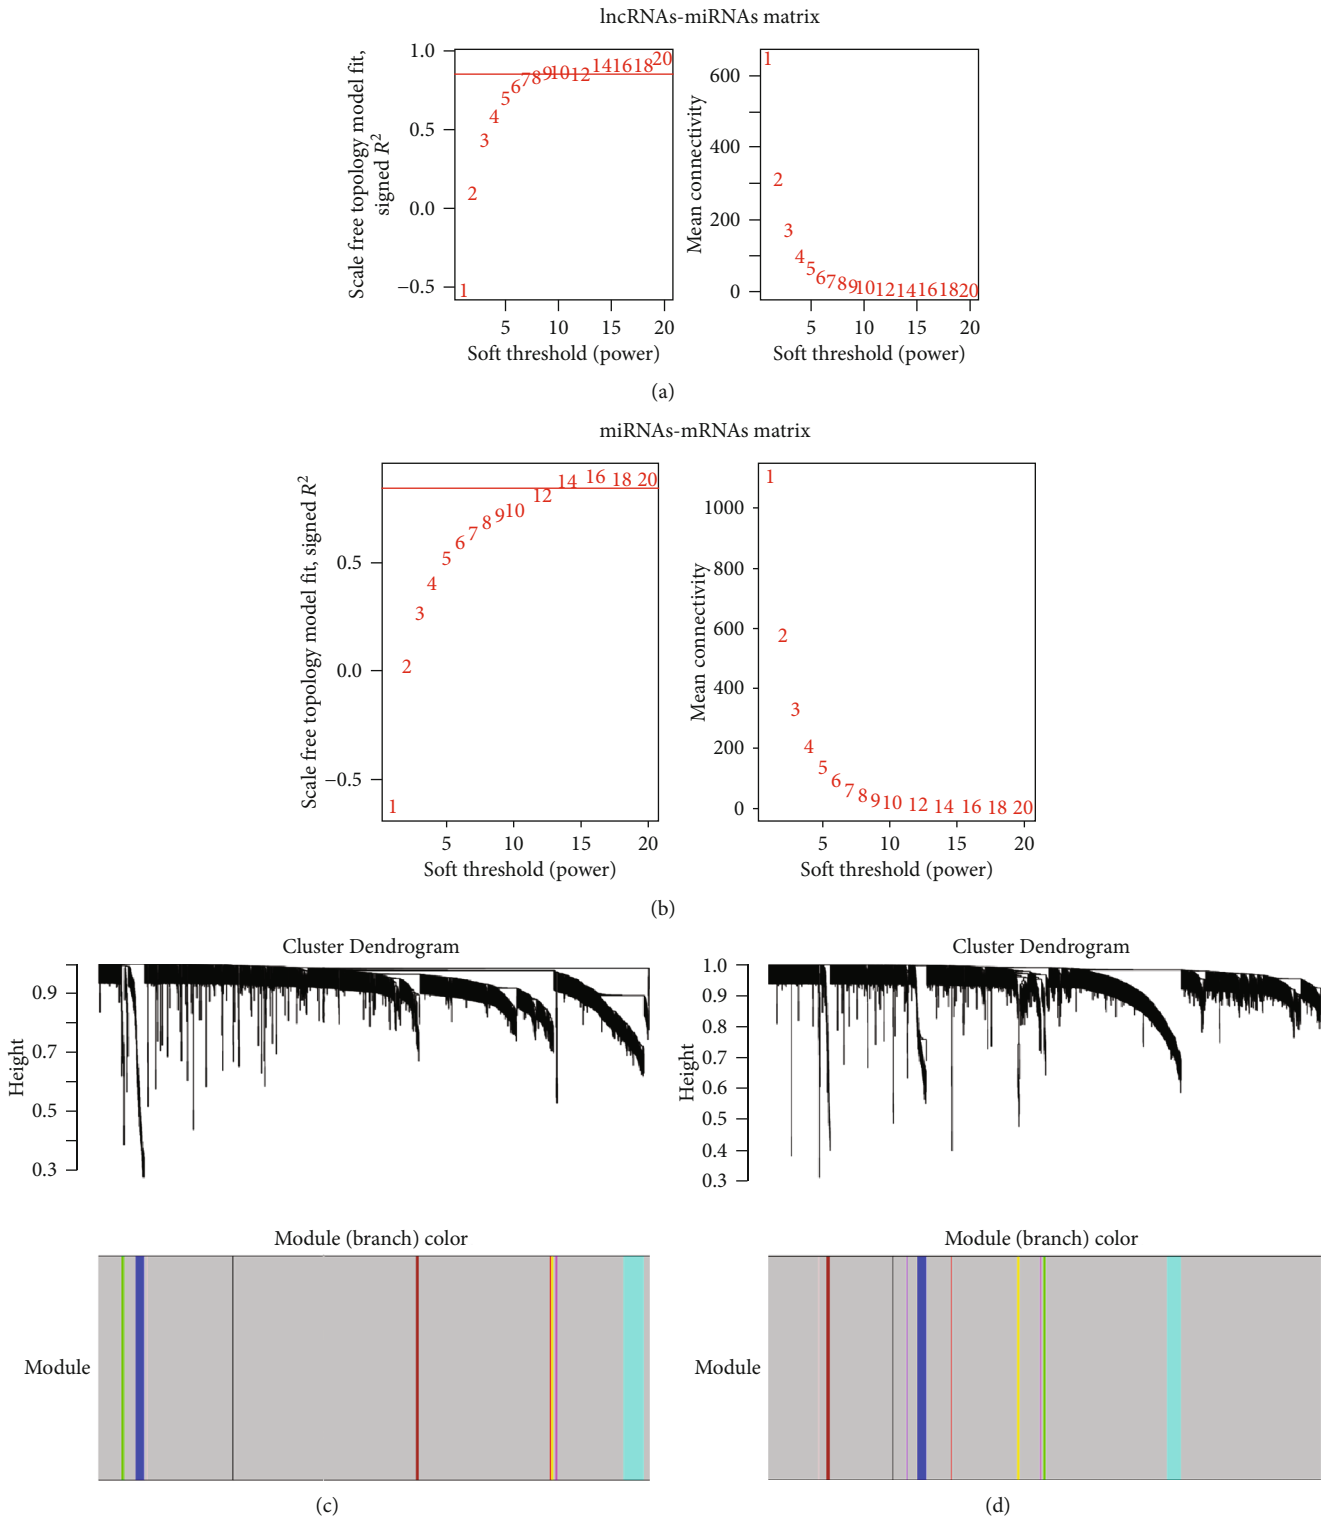 lncRNAs-miRNAs matrix
Scale free topology model fit,
signed R²
1.0
0.5
0.0
−0.5
1 2 3 4 5 6 7 8 9 10 12 14 16 18 20
5 10 15 20
Soft threshold (power)
Mean connectivity
600
400
200
0
1 2 3 4 5 6 7 8 9 10 12 14 16 18 20
5 10 15 20
Soft threshold (power)
(a)
miRNAs-mRNAs matrix
Scale free topology model fit, signed R²
0.5
0.0
−0.5
1 2 3 4 5 6 7 8 9 10 12 14 16 18 20
5 10 15 20
Soft threshold (power)
Mean connectivity
1000
800
600
400
200
0
1 2 3 4 5 6 7 8 9 10 12 14 16 18 20
5 10 15 20
Soft threshold (power)
(b)
Cluster Dendrogram
Height
0.9
0.7
0.5
0.3
Module (branch) color
Module
(c)
Cluster Dendrogram
Height
1.0
0.9
0.8
0.7
0.6
0.5
0.4
0.3
Module (branch) color
Module
(d)